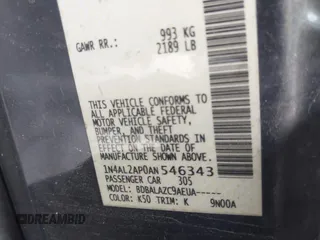 993 KG
GAWR RR.: 2189 LB
THIS VEHICLE CONFORMS TO
ALL APPLICABLE FEDERAL
MOTOR VEHICLE SAFETY,
BUMPER, AND THEFT
PREVENTION STANDARDS
IN EFFECT ON THE DATE OF
MANUFACTURE SHOWN ABOVE.
1N4AL2AP0AN546343
PASSENGER CAR 305
MODEL: BDBALAZC9AEUA------
COLOR: K50 TRIM: K 9N00A
DREAMBID